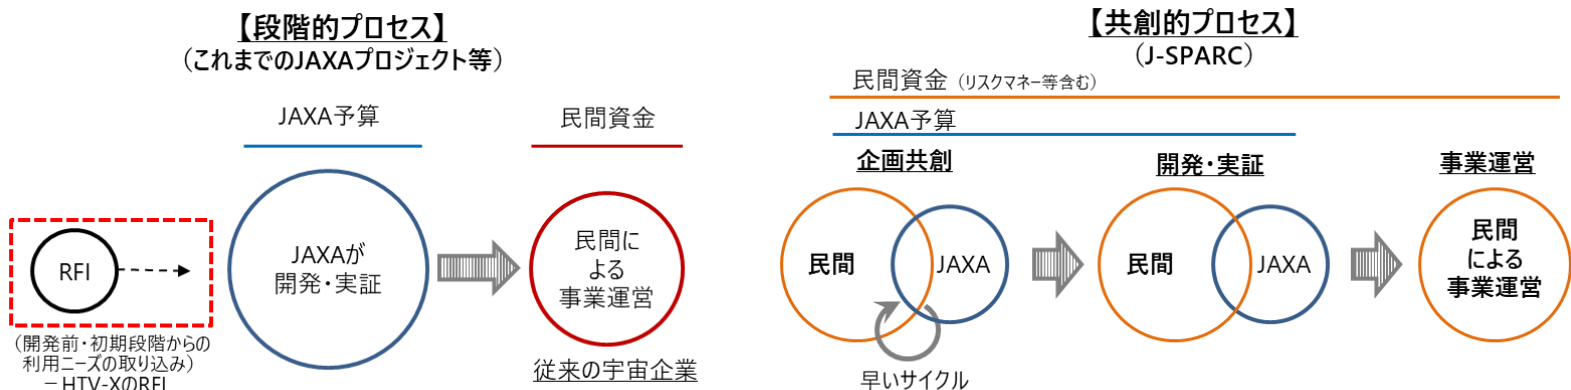 【段階的プロセス】
（これまでのJAXAプロジェクト等）
JAXA予算
民間資金
RFI
JAXAが
開発・実証
民間に
よる
事業運営
（開発前・初期段階からの
利用ニーズの取り込み）
－HTV-XのRFI
従来の宇宙企業
【共創的プロセス】
（J-SPARC）
民間資金（リスクマネー等含む）
JAXA予算
企画共創
開発・実証
事業運営
民間
JAXA
民間
JAXA
民間
による
事業運営
早いサイクル